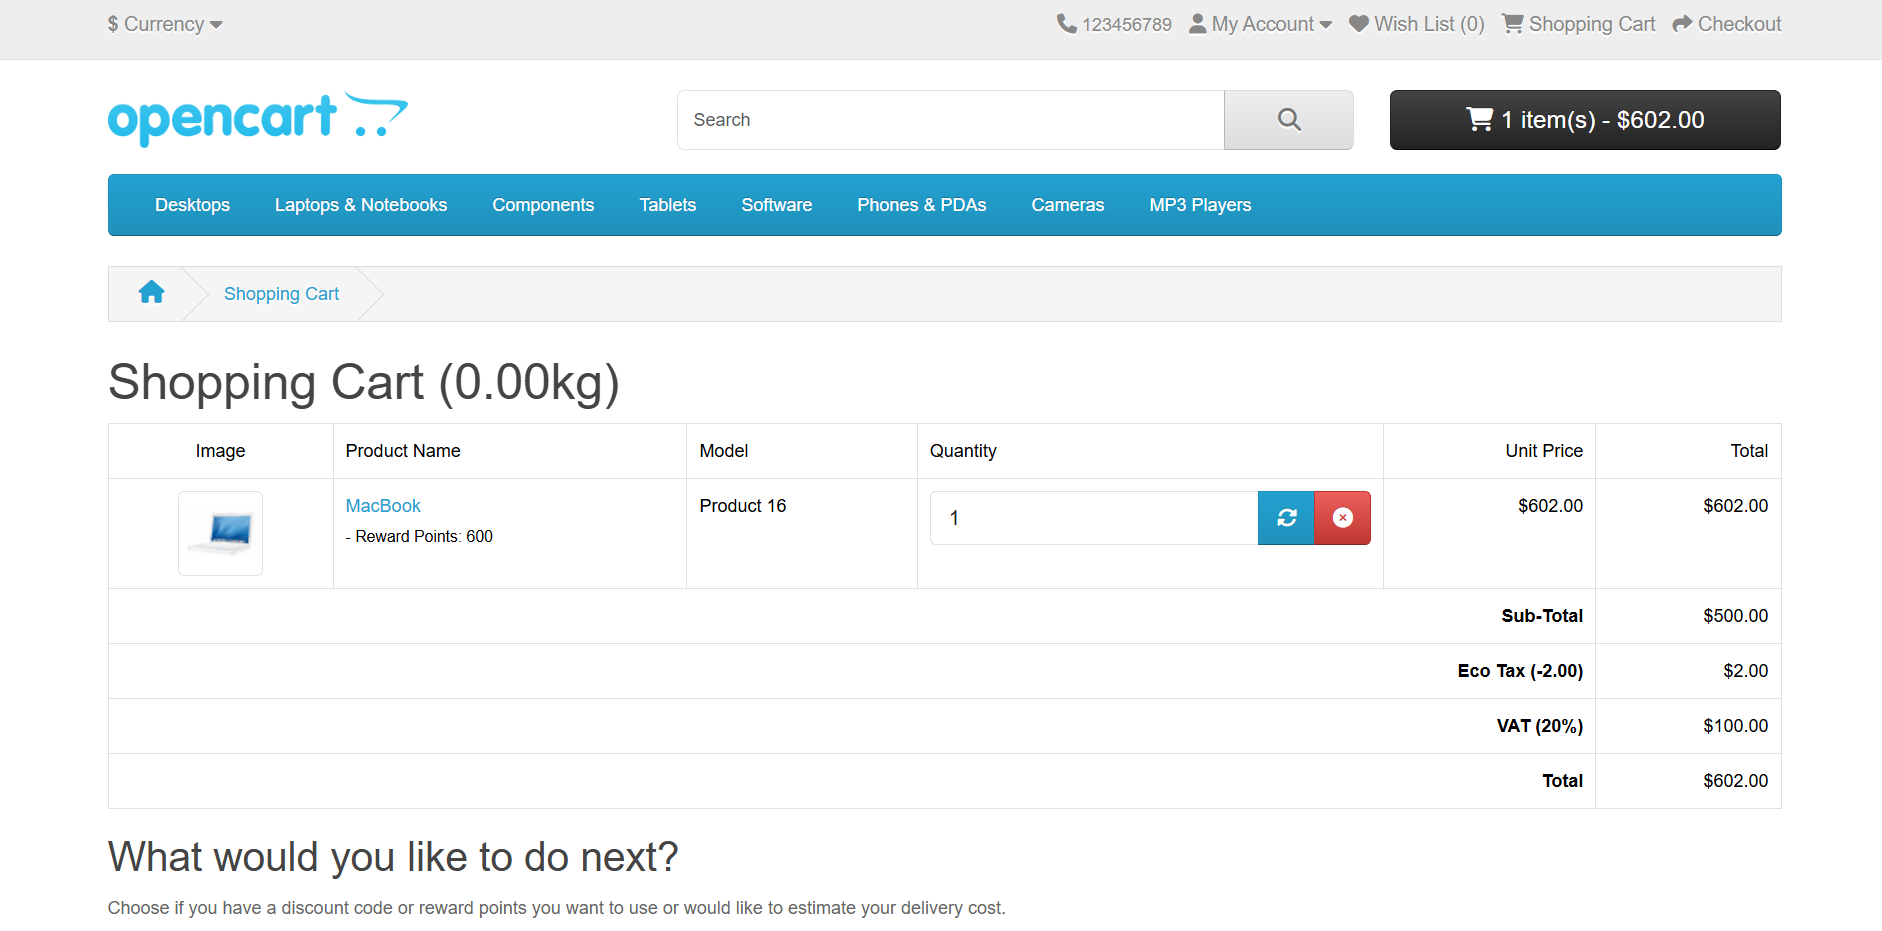 $ Currency
123456789 My Account Wish List (0) Shopping Cart Checkout
opencart
Search
1 item(s) - $602.00
Desktops Laptops & Notebooks Components Tablets Software Phones & PDAs Cameras MP3 Players
Shopping Cart
Shopping Cart (0.00kg)
Image Product Name Model Quantity Unit Price Total
MacBook Product 16 1 $602.00 $602.00
- Reward Points: 600
Sub-Total $500.00
Eco Tax (-2.00) $2.00
VAT (20%) $100.00
Total $602.00
What would you like to do next?
Choose if you have a discount code or reward points you want to use or would like to estimate your delivery cost.